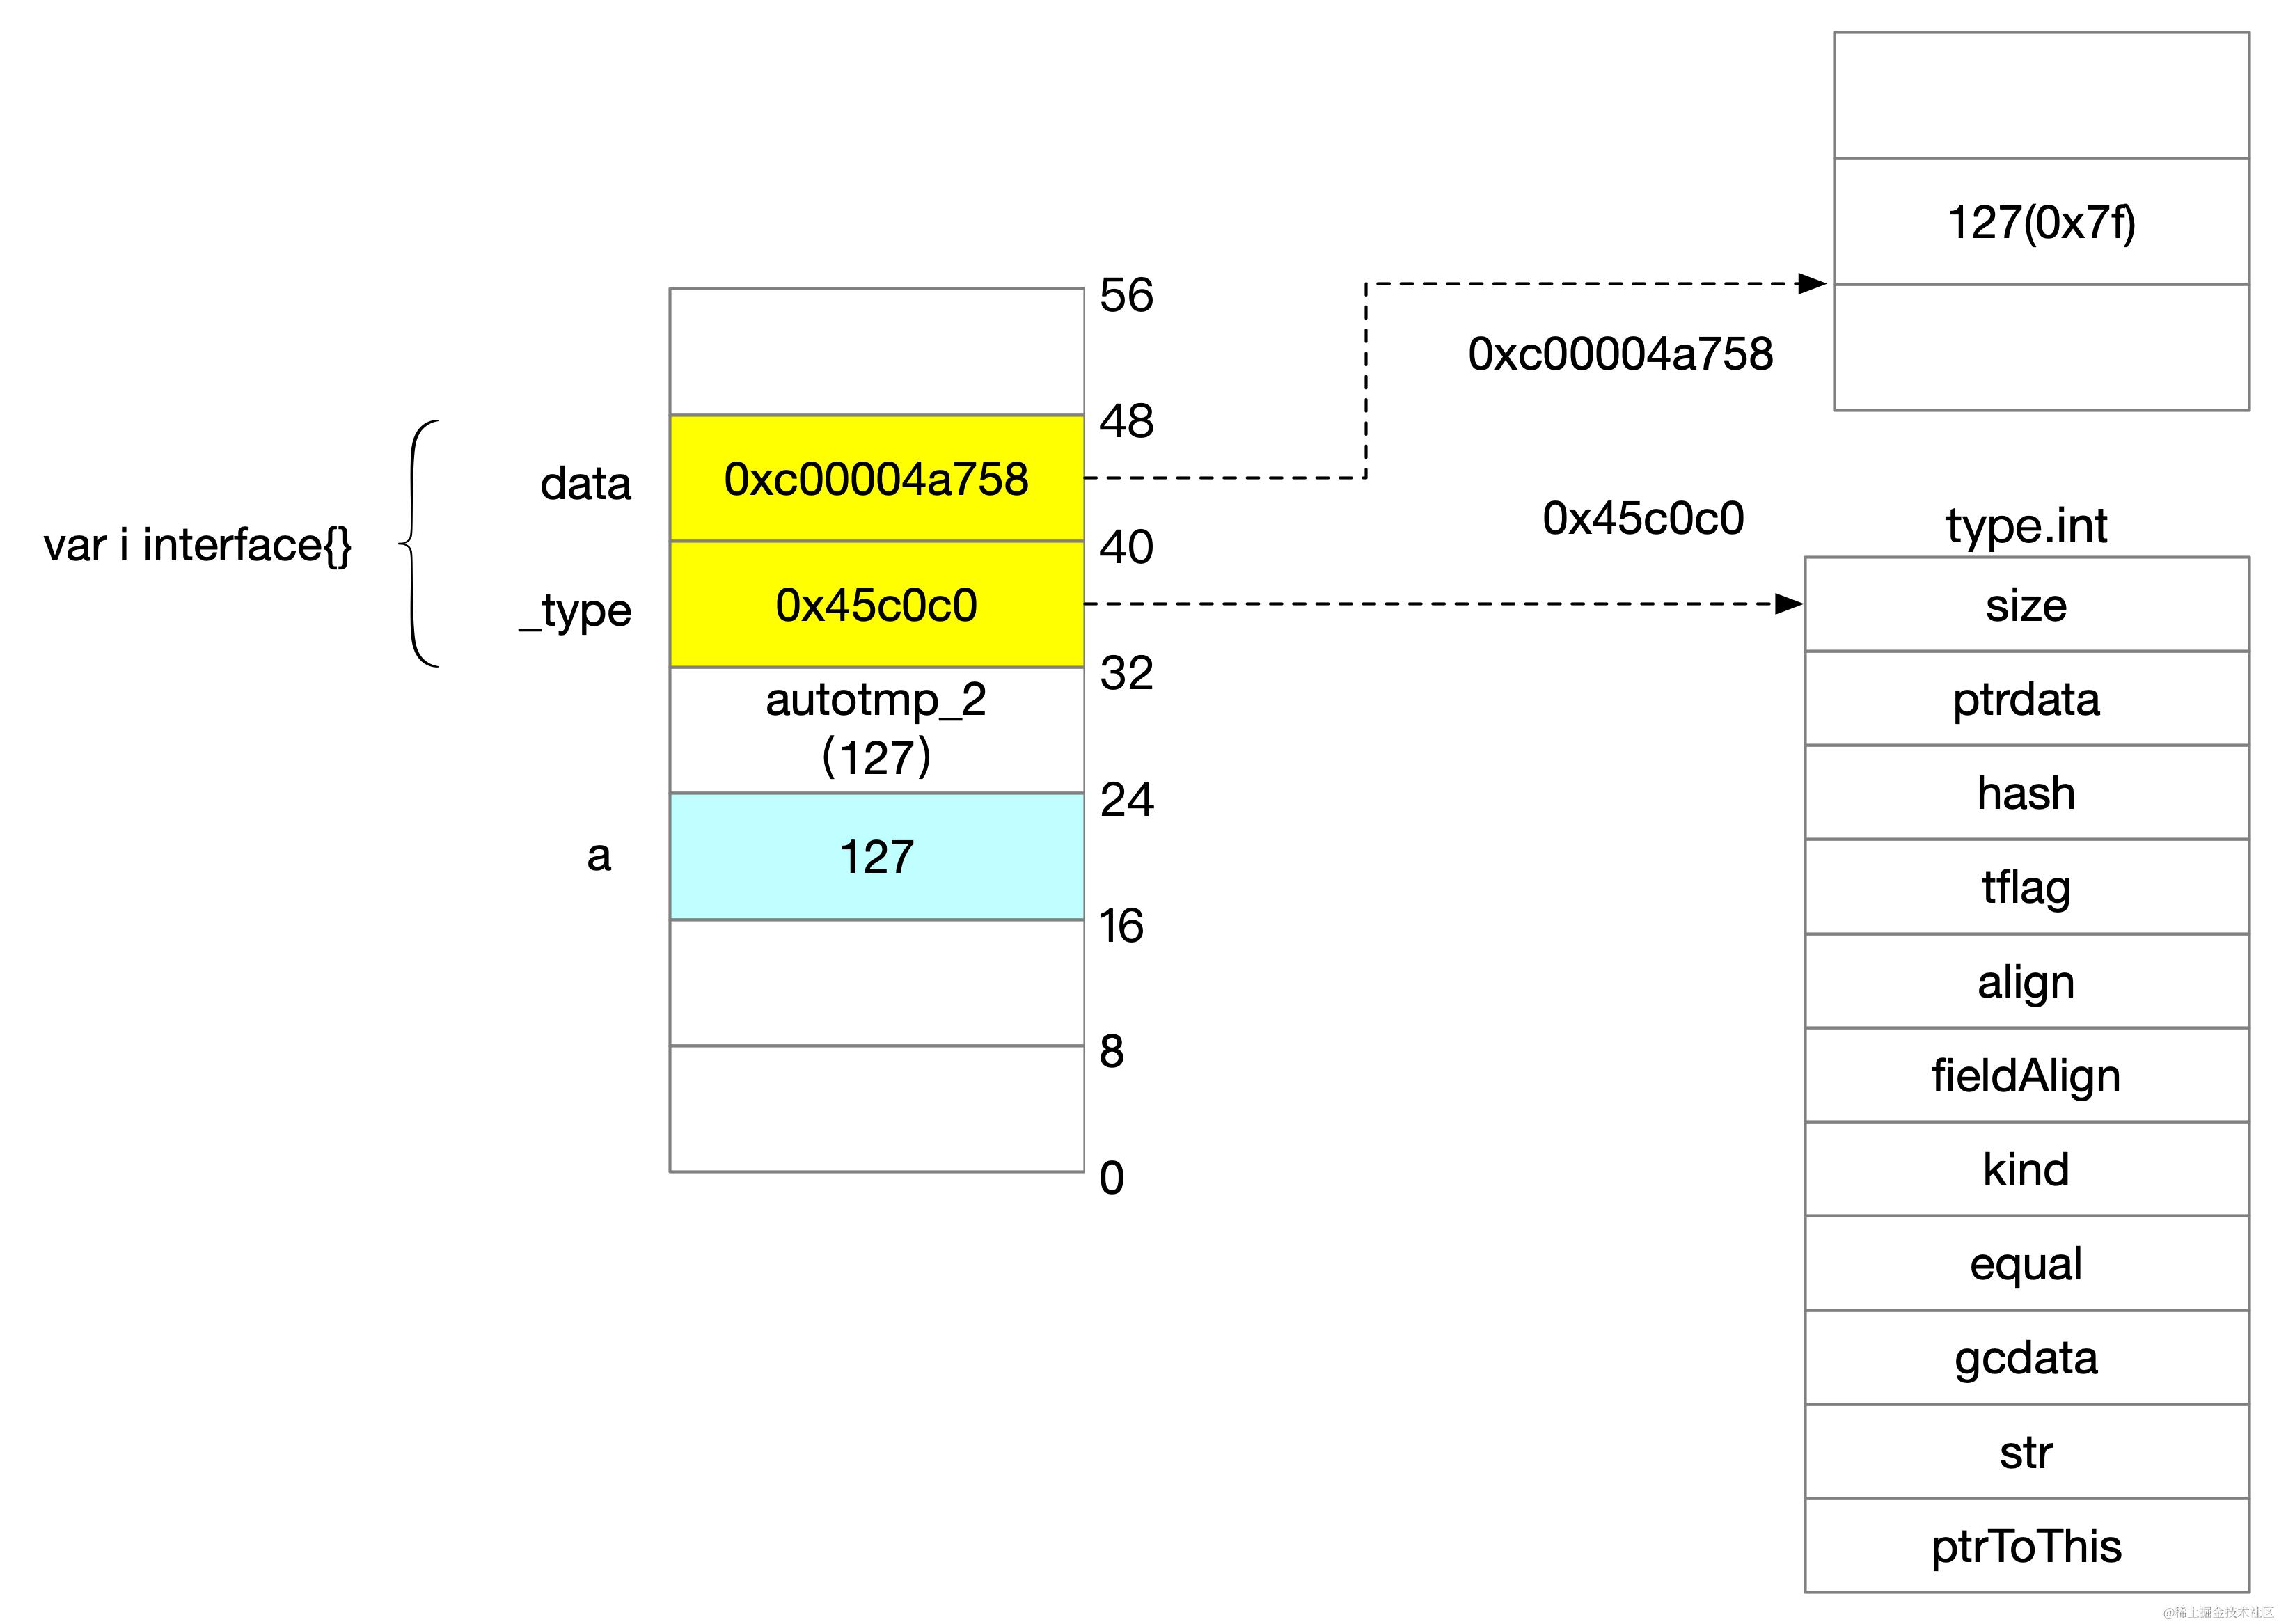 127(0x7f)
56
0xc00004a758
48
data
0xc00004a758
0x45c0c0
type.int
var i interface{}
40
_type
0x45c0c0
size
32
autotmp_2
(127)
ptrdata
hash
24
a
127
tflag
16
align
8
fieldAlign
0
kind
equal
gcdata
str
ptrToThis
@稀土掘金技术社区